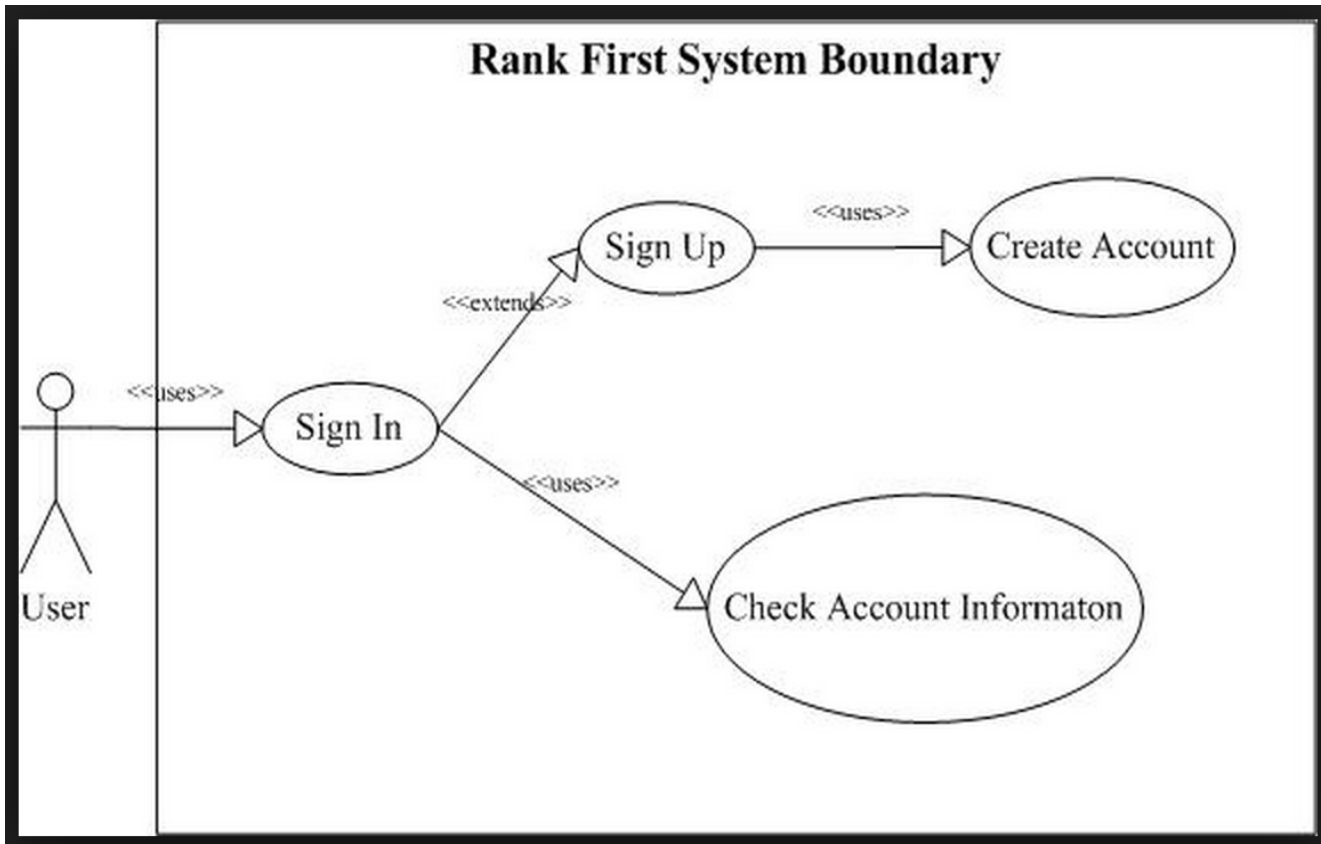 Rank First System Boundary
<<uses>>
Sign Up
Create Account
<<extends>>
<<uses>>
Sign In
<<uses>>
User
Check Account Informaton